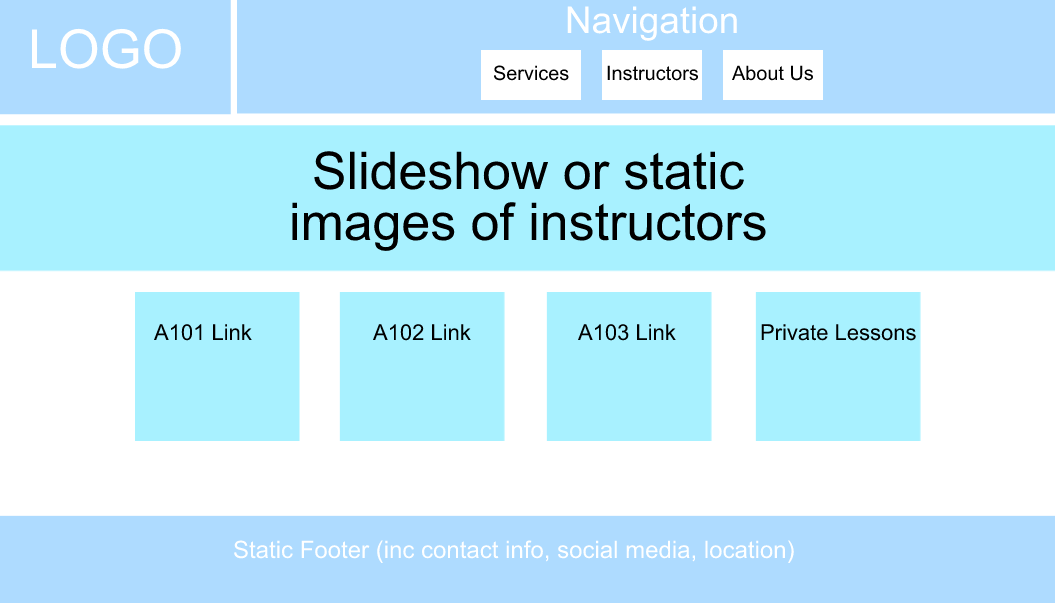 LOGO
Navigation
Services
Instructors
About Us
Slideshow or static
images of instructors
A101 Link
A102 Link
A103 Link
Private Lessons
Static Footer (inc contact info, social media, location)